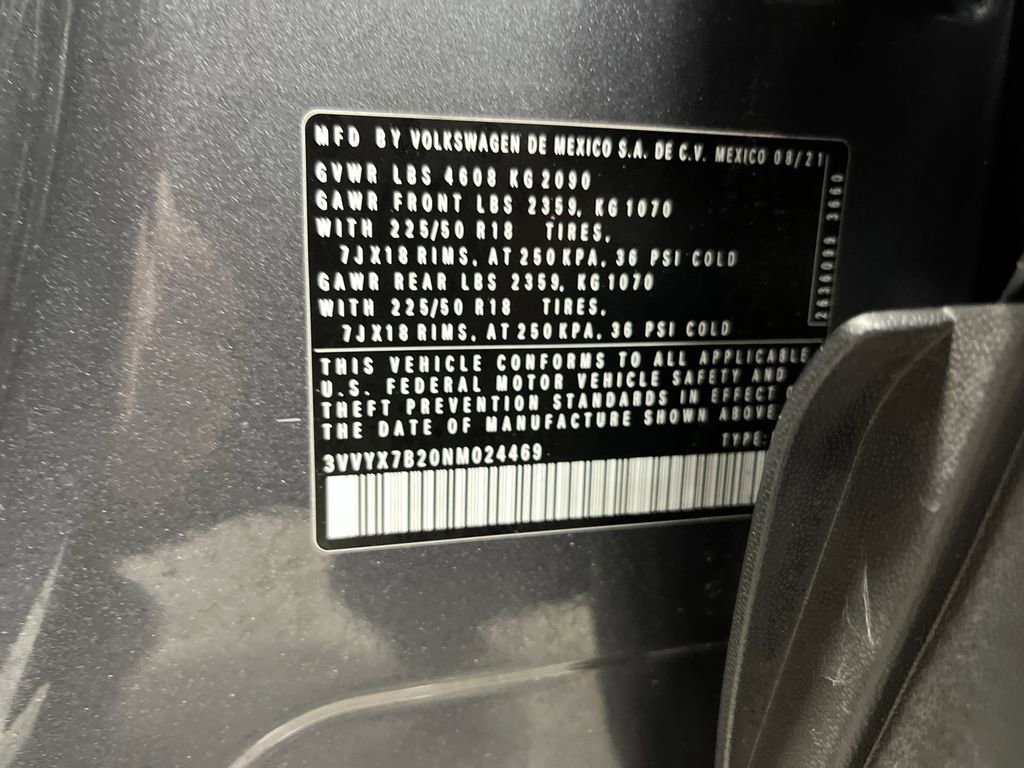 MFD BY VOLKSWAGEN DE MEXICO S.A. DE C.V. MEXICO 08/21
GVWR LBS 4608 KG 2090
GAWR FRONT LBS 2359, KG 1070
WITH 225/50 R18 TIRES,
7JX18 RIMS, AT 250 KPA, 36 PSI COLD
GAWR REAR LBS 2359, KG 1070
WITH 225/50 R18 TIRES,
7JX18 RIMS, AT 250 KPA, 36 PSI COLD
THIS VEHICLE CONFORMS TO ALL APPLICABLE
U.S. FEDERAL MOTOR VEHICLE SAFETY AND
THEFT PREVENTION STANDARDS IN EFFECT
THE DATE OF MANUFACTURE SHOWN ABOVE.
3VVYX7B20NM024469 TYPE: